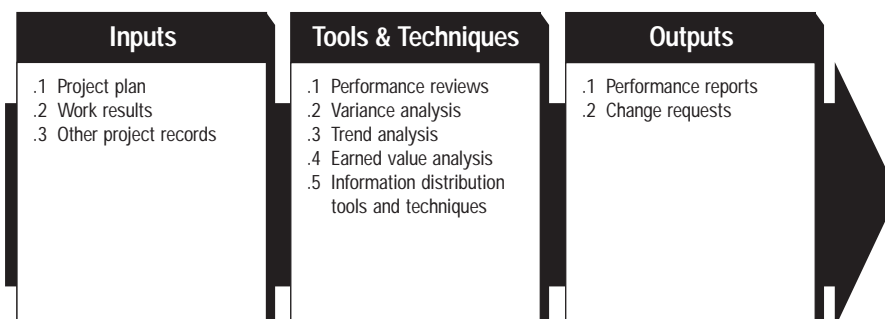 Inputs
.1 Project plan
.2 Work results
.3 Other project records
Tools & Techniques
.1 Performance reviews
.2 Variance analysis
.3 Trend analysis
.4 Earned value analysis
.5 Information distribution
tools and techniques
Outputs
.1 Performance reports
.2 Change requests